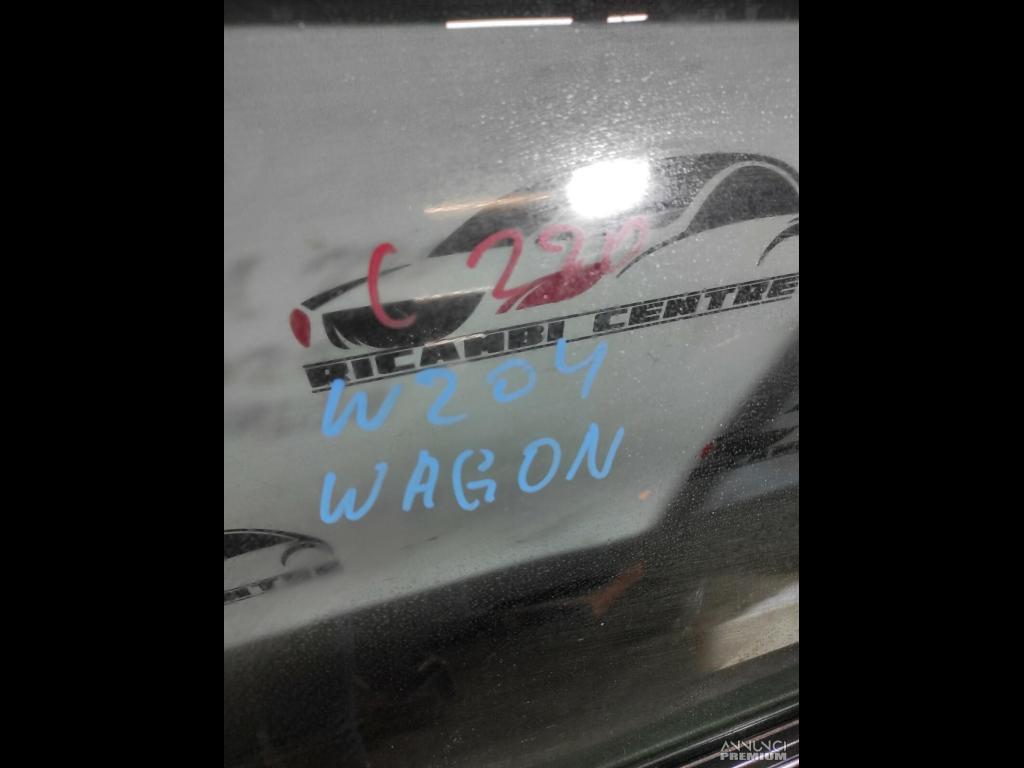 C 220
RICAMBI CENTRE
W204
WAGON
ANNUNCI
PREMIUM